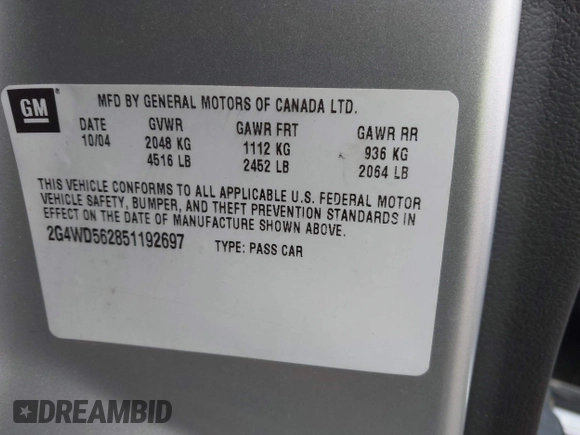 GM
MFD BY GENERAL MOTORS OF CANADA LTD.
DATE GVWR GAWR FRT GAWR RR
10/04 2048 KG 1112 KG 936 KG
4516 LB 2452 LB 2064 LB
THIS VEHICLE CONFORMS TO ALL APPLICABLE U.S. FEDERAL MOTOR
VEHICLE SAFETY, BUMPER, AND THEFT PREVENTION STANDARDS IN
EFFECT ON THE DATE OF MANUFACTURE SHOWN ABOVE.
2G4WD562851192697 TYPE: PASS CAR
DREAMBID